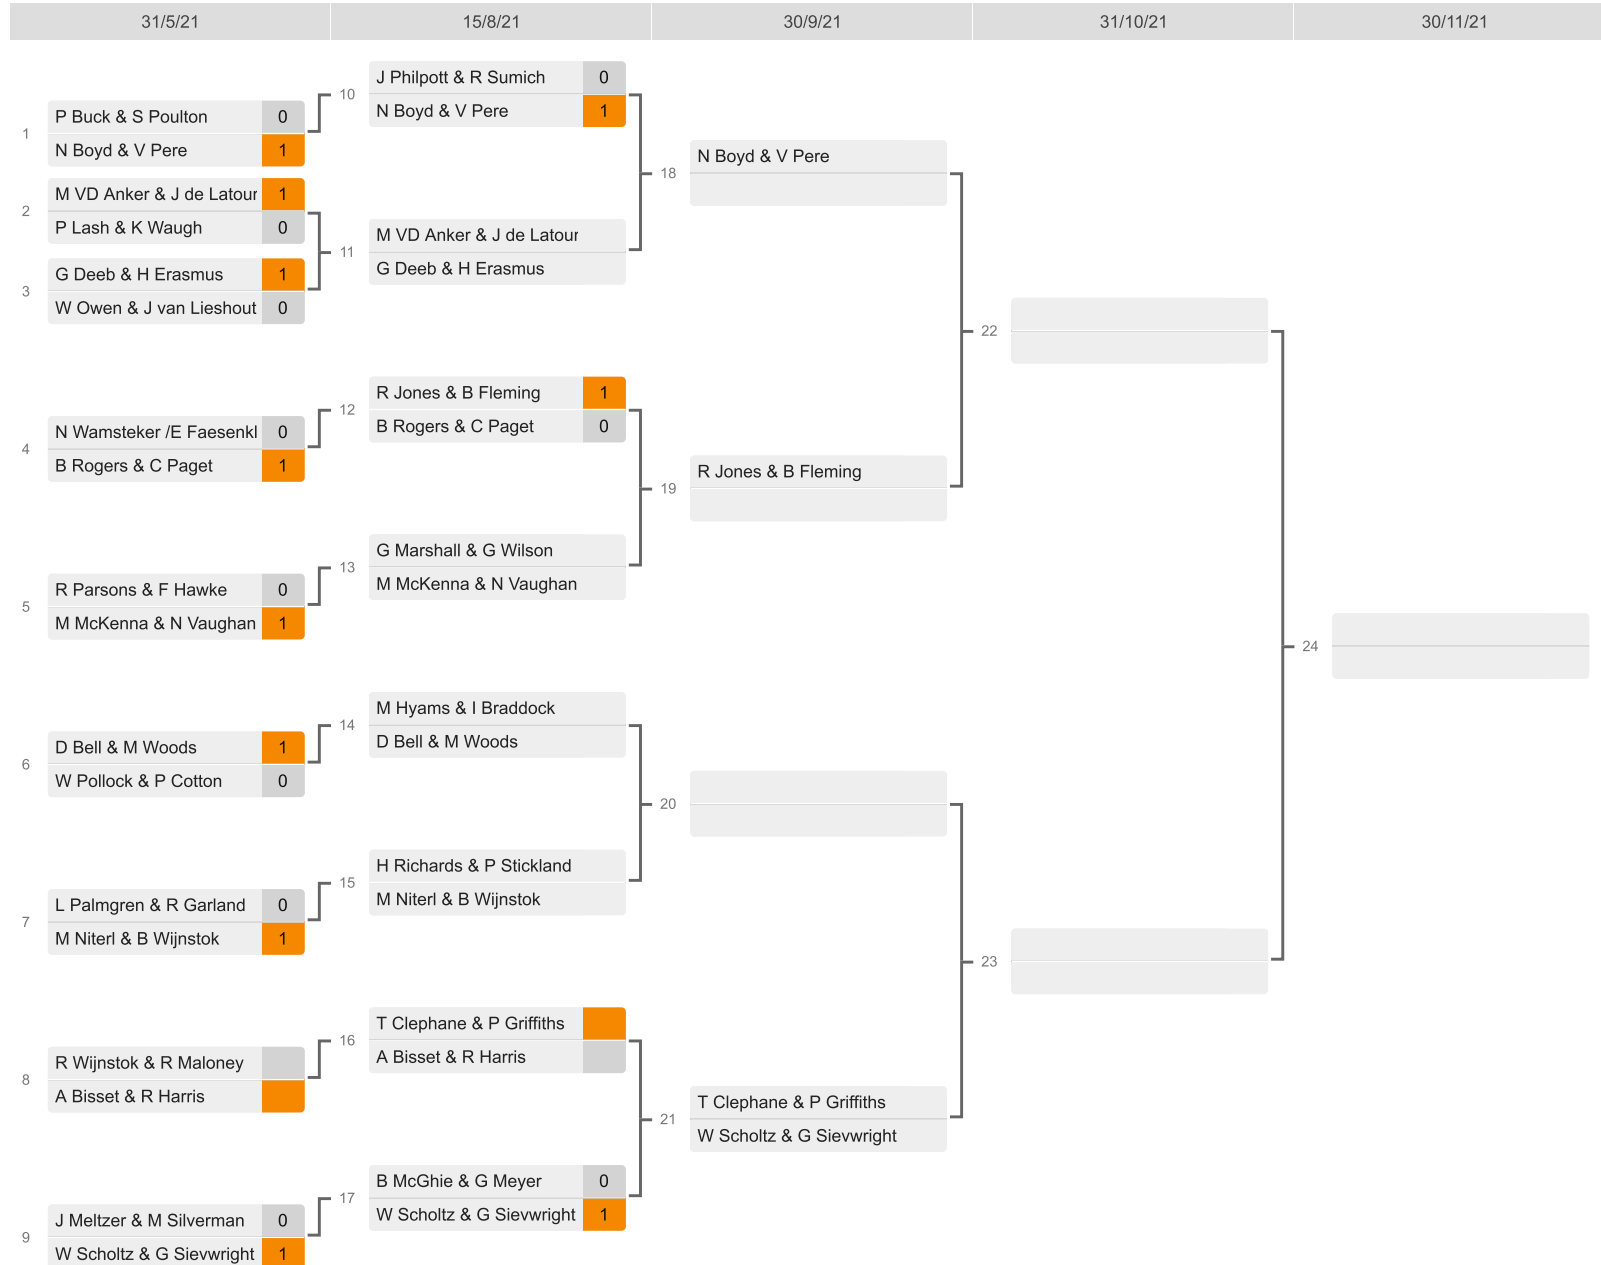 31/5/21 15/8/21 30/9/21 31/10/21 30/11/21
1
P Buck & S Poulton 0
N Boyd & V Pere 1
2
M VD Anker & J de Latour 1
P Lash & K Waugh 0
3
G Deeb & H Erasmus 1
W Owen & J van Lieshout 0
4
N Wamsteker /E Faesenkl 0
B Rogers & C Paget 1
5
R Parsons & F Hawke 0
M McKenna & N Vaughan 1
6
D Bell & M Woods 1
W Pollock & P Cotton 0
7
L Palmgren & R Garland 0
M Niterl & B Wijnstok 1
8
R Wijnstok & R Maloney
A Bisset & R Harris
9
J Meltzer & M Silverman 0
W Scholtz & G Sievwright 1
10
J Philpott & R Sumich 0
N Boyd & V Pere 1
11
M VD Anker & J de Latour
G Deeb & H Erasmus
12
R Jones & B Fleming 1
B Rogers & C Paget 0
13
G Marshall & G Wilson
M McKenna & N Vaughan
14
M Hyams & I Braddock
D Bell & M Woods
15
H Richards & P Stickland
M Niterl & B Wijnstok
16
T Clephane & P Griffiths
A Bisset & R Harris
17
B McGhie & G Meyer 0
W Scholtz & G Sievwright 1
18
N Boyd & V Pere
19
R Jones & B Fleming
20
21
T Clephane & P Griffiths
W Scholtz & G Sievwright
22
23
24